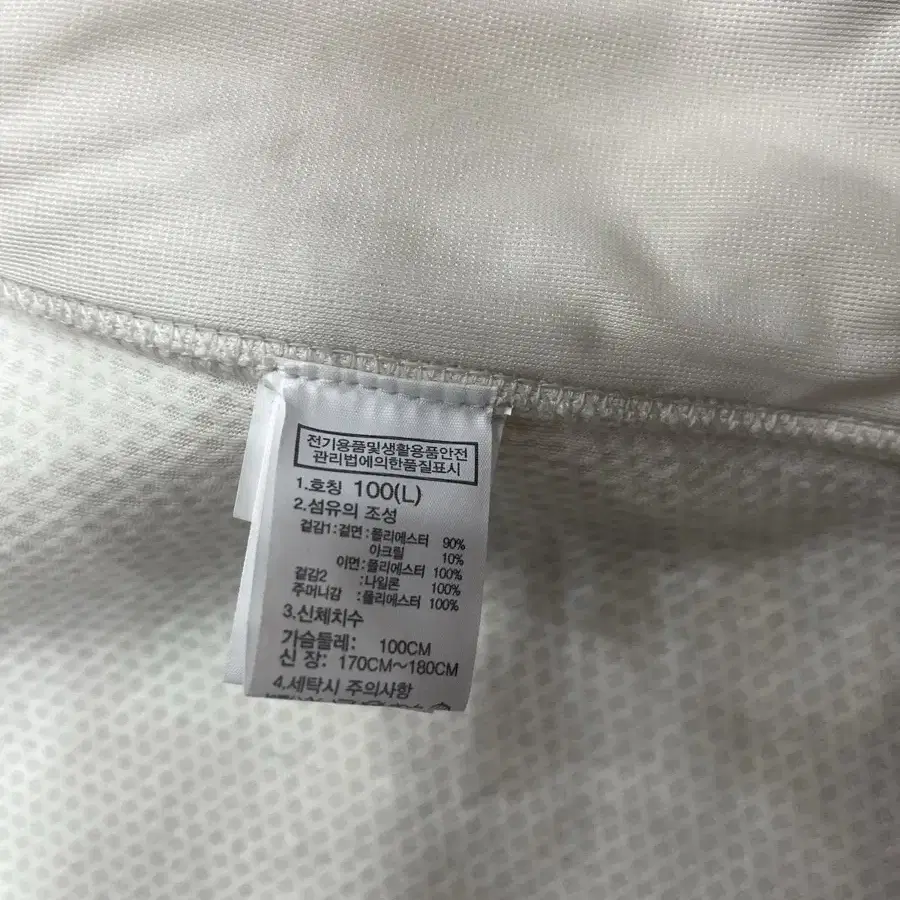 전기용품및생활용품안전
관리법에의한품질표시
1.호칭 100(L)
2.섬유의 조성
겉감1:겉면:폴리에스터 90%
아크릴 10%
이면:폴리에스터 100%
겉감2 :나일론 100%
주머니감 :폴리에스터 100%
3.신체치수
가슴둘레: 100CM
신 장: 170CM~180CM
4.세탁시 주의사항